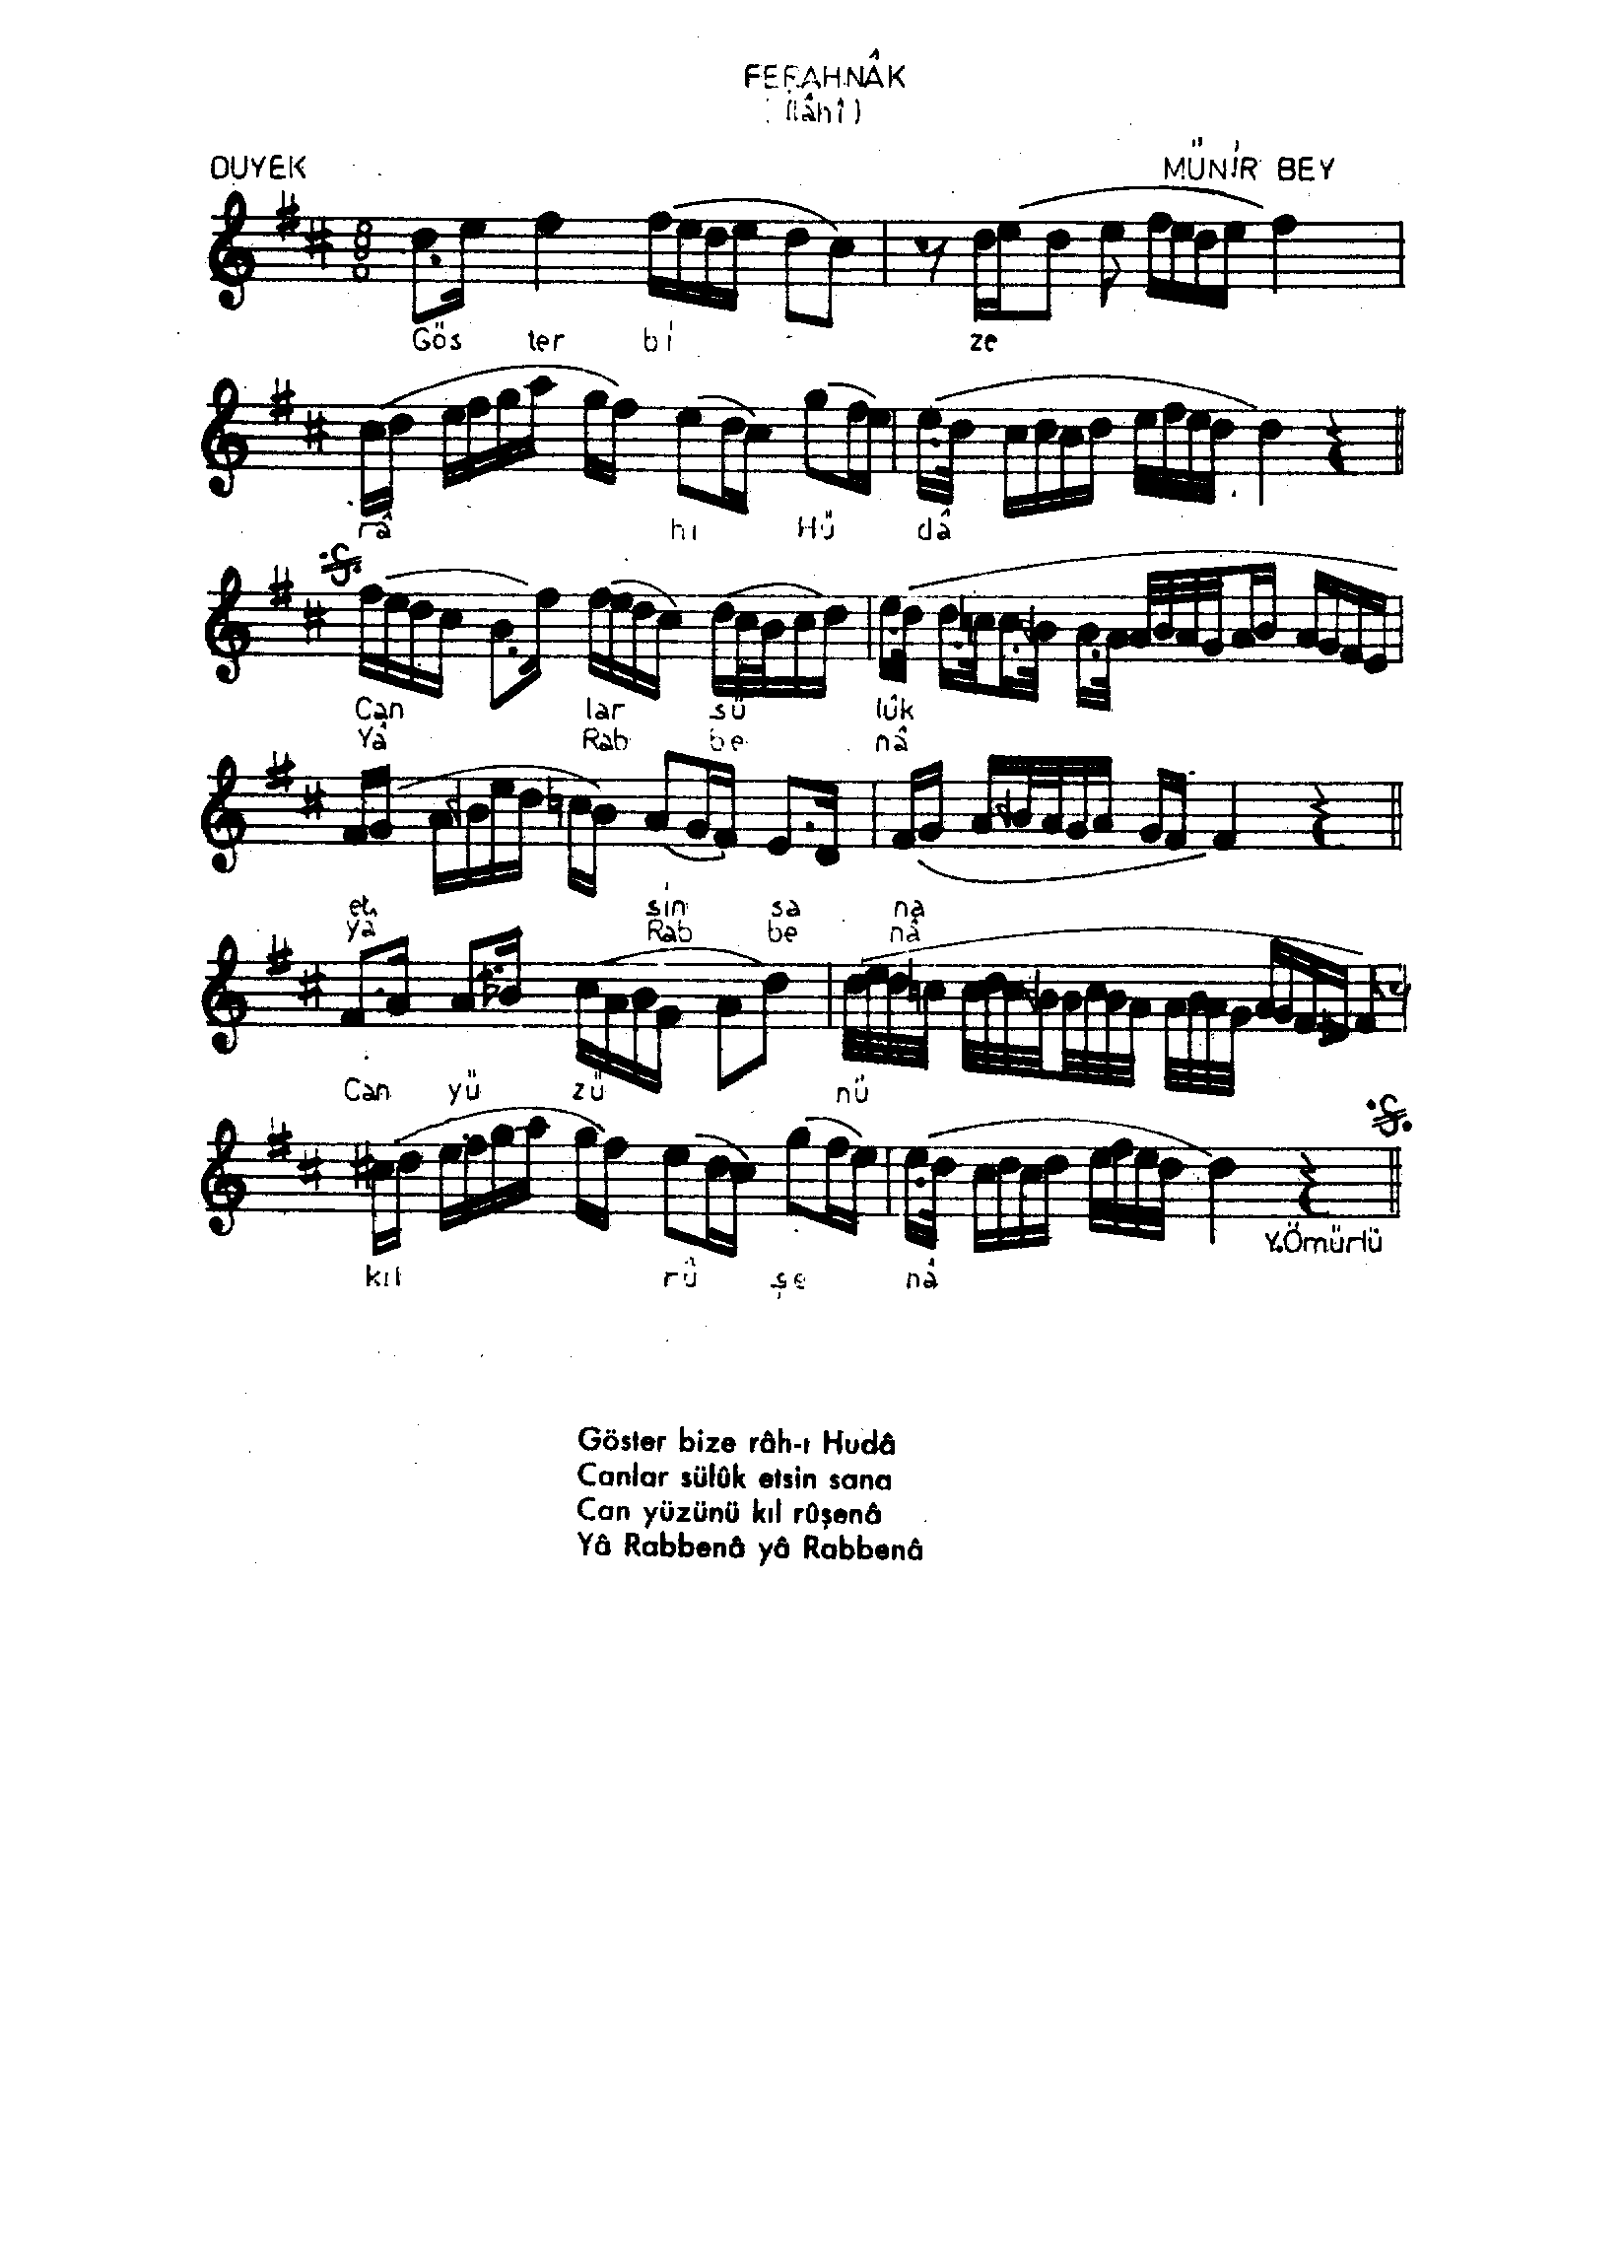 FERAHNÂK
(İlâhî)
DUYEK
MÜNİR BEY
Gös ter bi ze
râ hı Hü dâ
Can lar sü lûk
Yâ Rab be nâ
et sin sa na
yâ Rab be nâ
Can yü zü nü
kıl rû şe nâ
Y.Ömürlü
Göster bize râh-ı Hudâ
Canlar sülûk etsin sana
Can yüzünü kıl rûşenâ
Yâ Rabbenâ yâ Rabbenâ